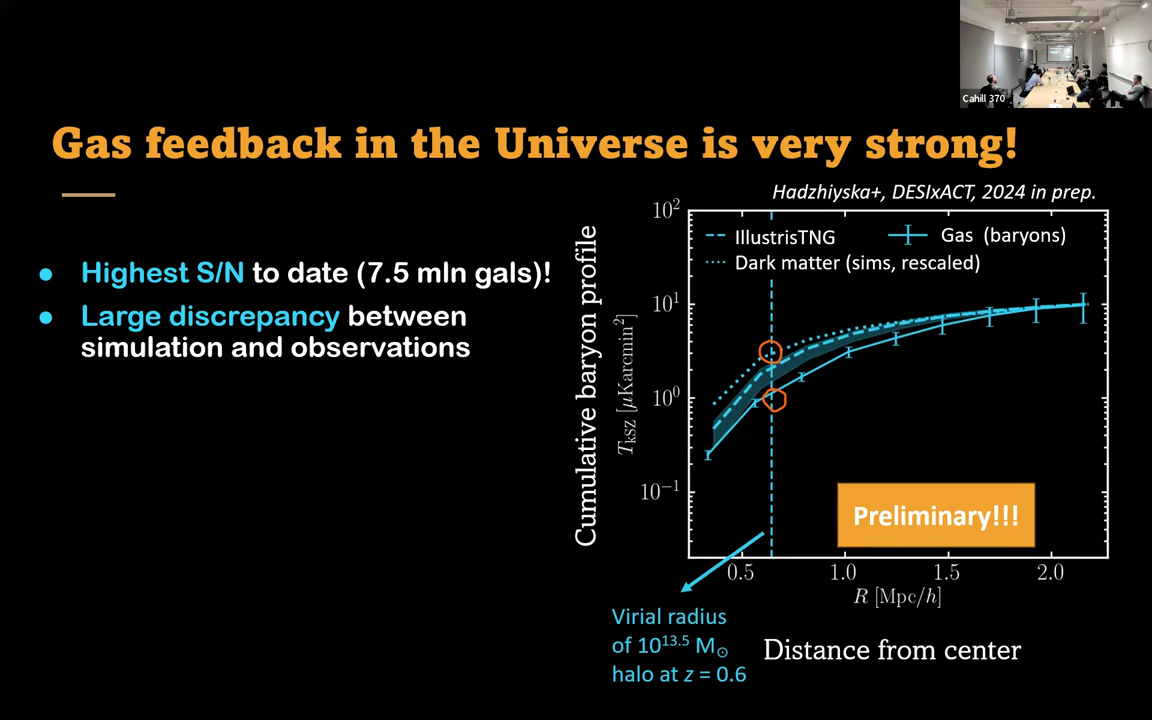 Cahill 370
Gas feedback in the Universe is very strong!
Hadzhiyska+, DESIxACT, 2024 in prep.
● Highest S/N to date (7.5 mln gals)!
● Large discrepancy between
simulation and observations
Cumulative baryon profile
T_kSZ [μKarcmin²]
10²
10¹
10⁰
10⁻¹
IllustrisTNG
Gas (baryons)
Dark matter (sims, rescaled)
Preliminary!!!
0.5 1.0 1.5 2.0
R [Mpc/h]
Virial radius
of 10¹³·⁵ M☉
halo at z = 0.6
Distance from center